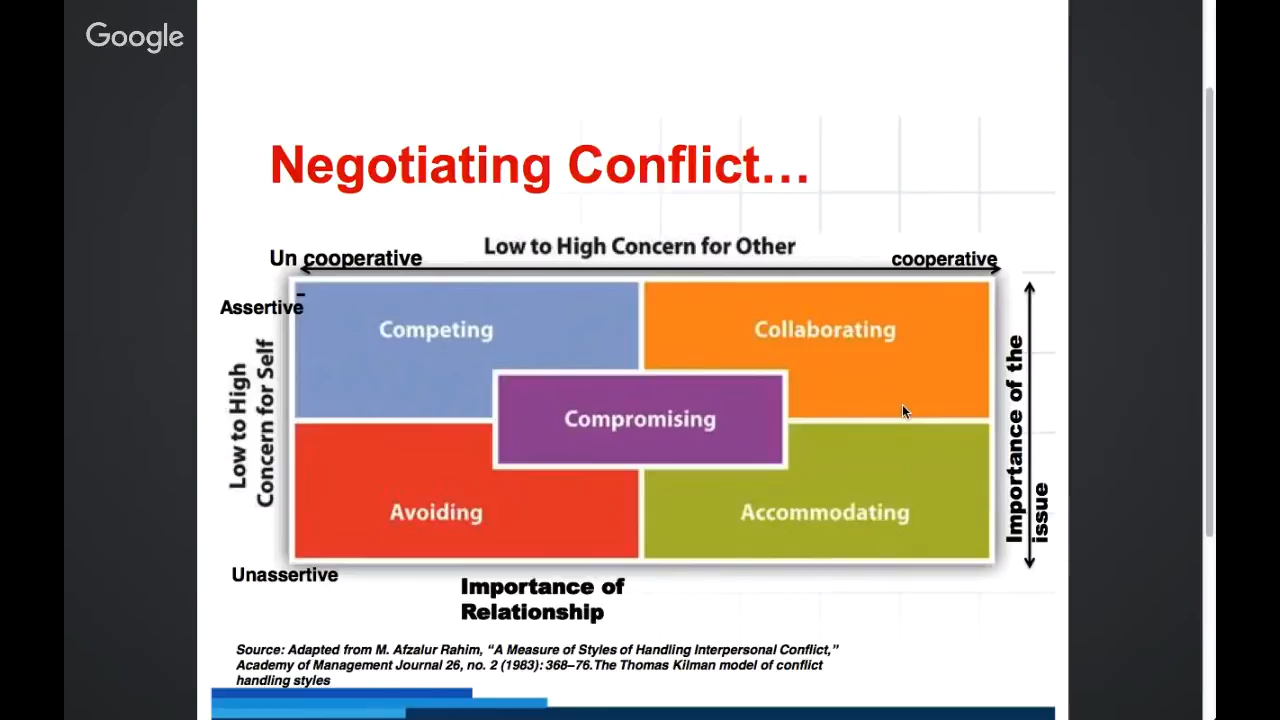 Google
Negotiating Conflict…
Low to High Concern for Other
Un cooperative
cooperative
Assertive
Competing
Collaborating
Low to High
Concern for Self
Compromising
Importance of the
issue
Avoiding
Accommodating
Unassertive
Importance of
Relationship
Source: Adapted from M. Afzalur Rahim, “A Measure of Styles of Handling Interpersonal Conflict,”
Academy of Management Journal 26, no. 2 (1983): 368–76.The Thomas Kilman model of conflict
handling styles